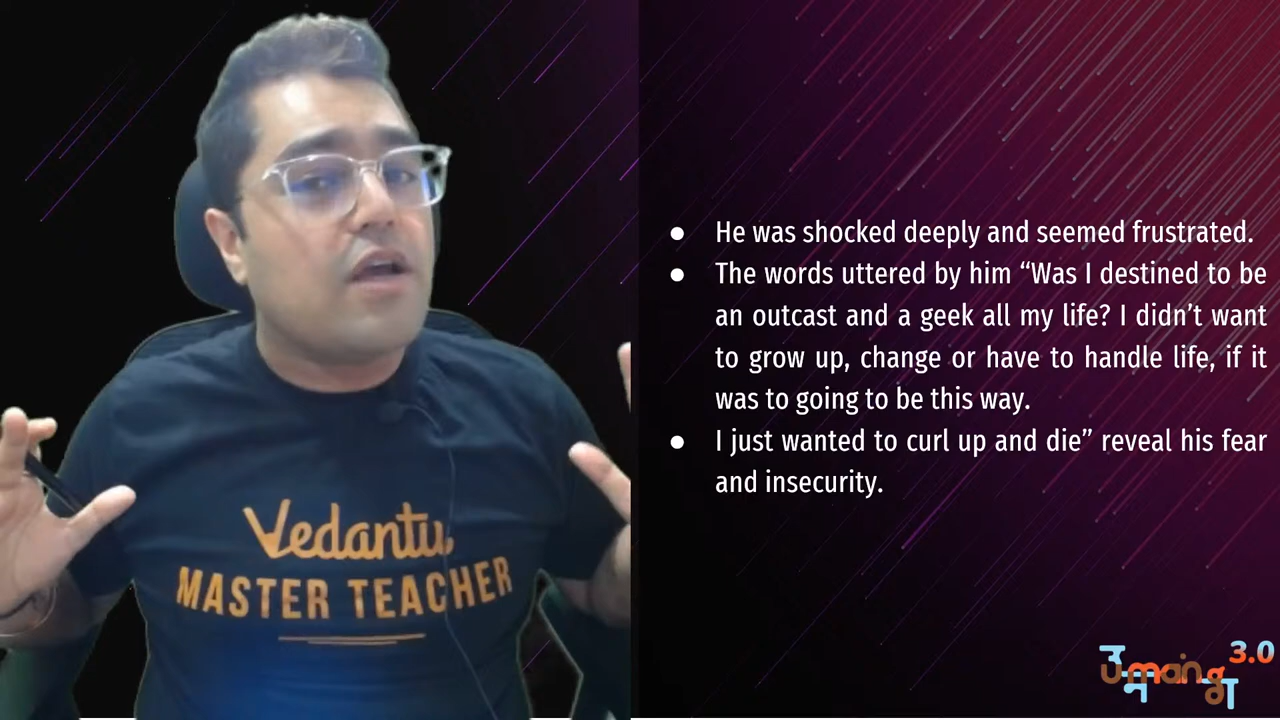 Vedantu
MASTER TEACHER
● He was shocked deeply and seemed frustrated.
● The words uttered by him “Was I destined to be
an outcast and a geek all my life? I didn’t want
to grow up, change or have to handle life, if it
was to going to be this way.
● I just wanted to curl up and die” reveal his fear
and insecurity.
3.0